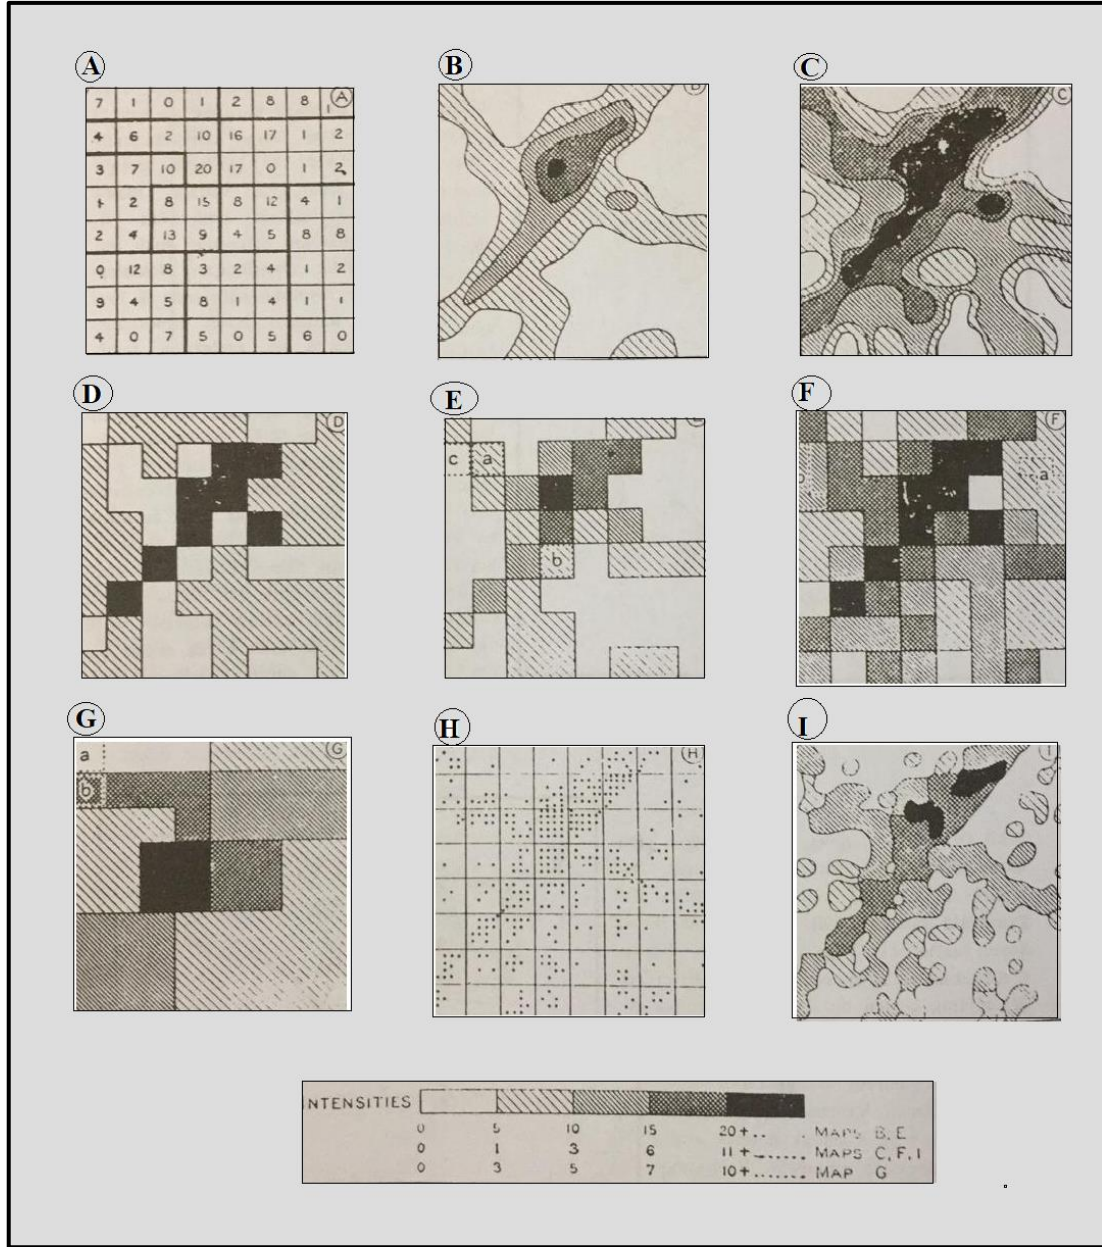 A
B
C
A
7 1 0 1 2 8 8 1
4 6 2 10 16 17 1 2
3 7 10 20 17 0 1 2
1 2 8 15 8 12 4 1
2 4 13 9 4 5 8 8
0 12 8 3 2 4 1 2
9 4 5 8 1 4 1 1
4 0 7 5 0 5 6 0
C
D
E
F
D
F
c a
a
b
G
H
I
a
G
H
I
b
INTENSITIES
0 5 10 15 20+.. . MAPS B, E
0 1 3 6 11+....... MAPS C, F, I
0 3 5 7 10+....... MAP G